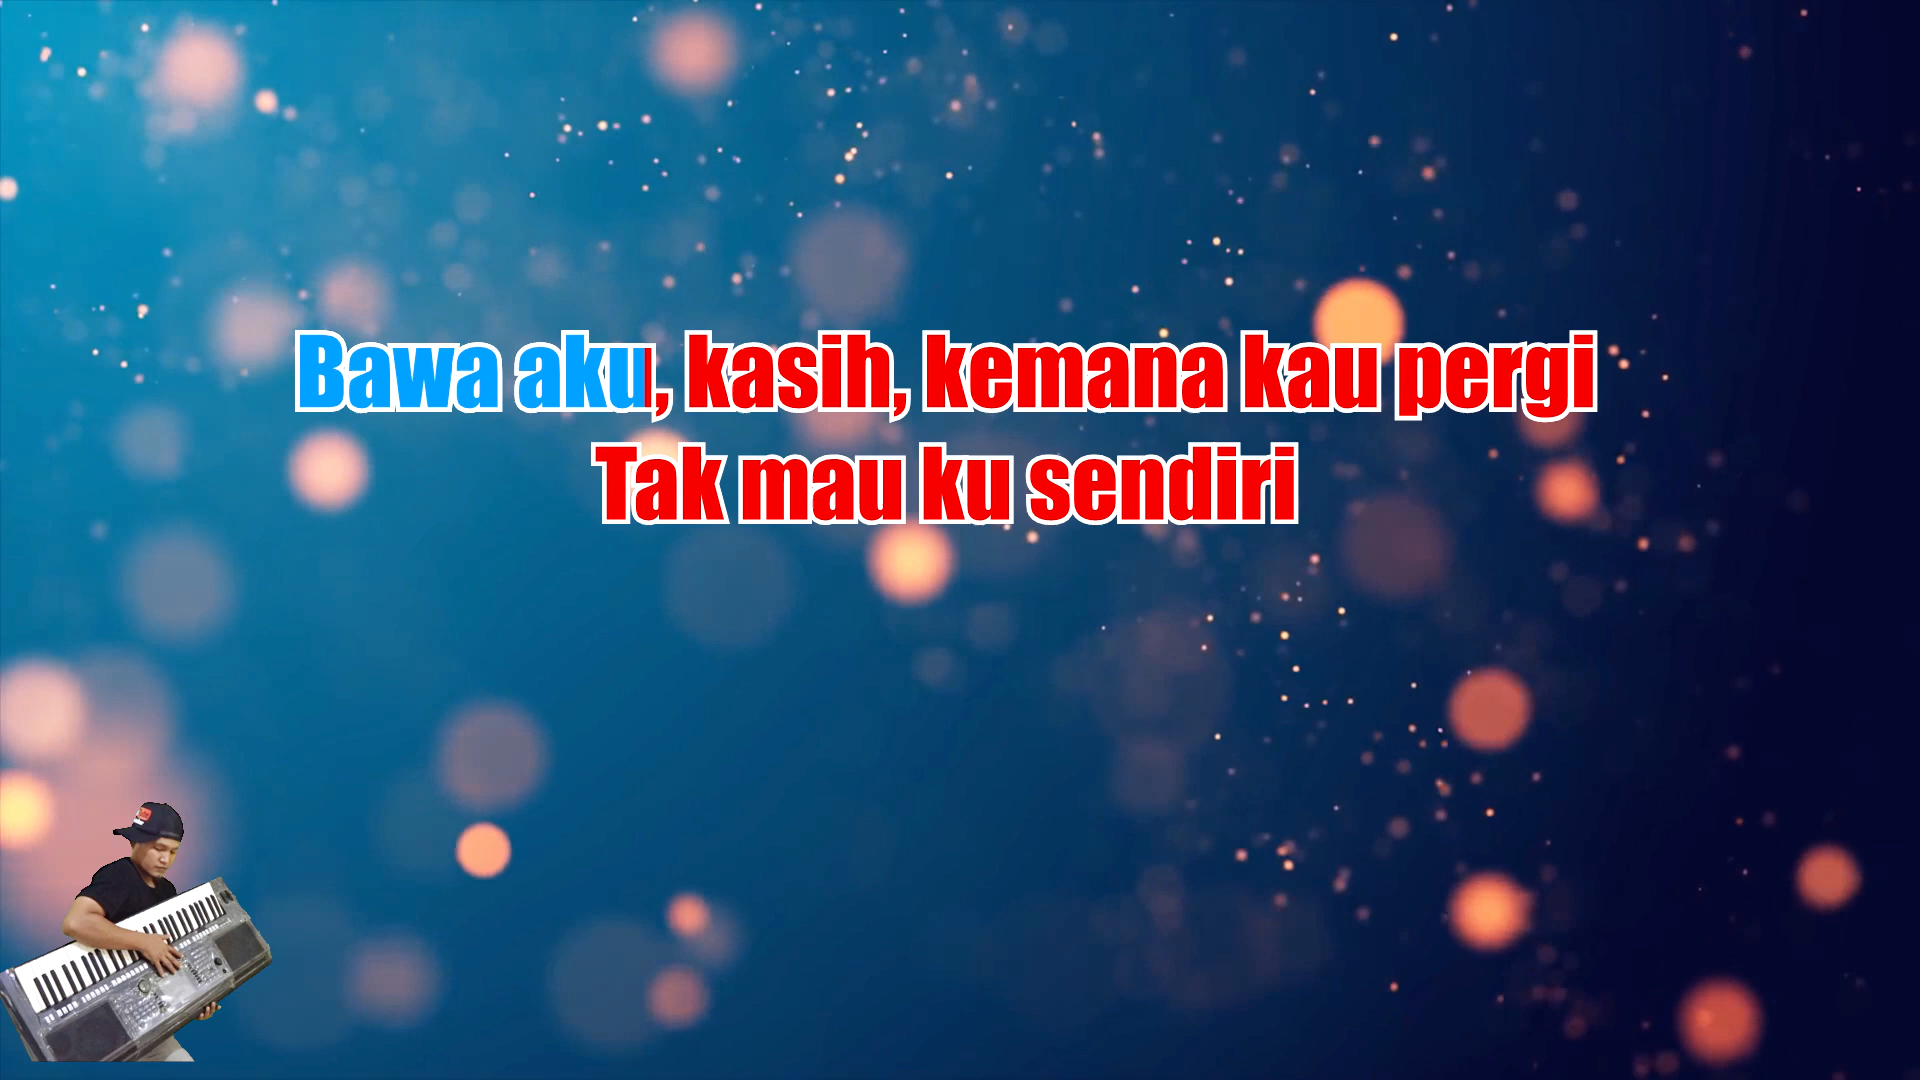 Bawa aku, kasih, kemana kau pergi
Tak mau ku sendiri